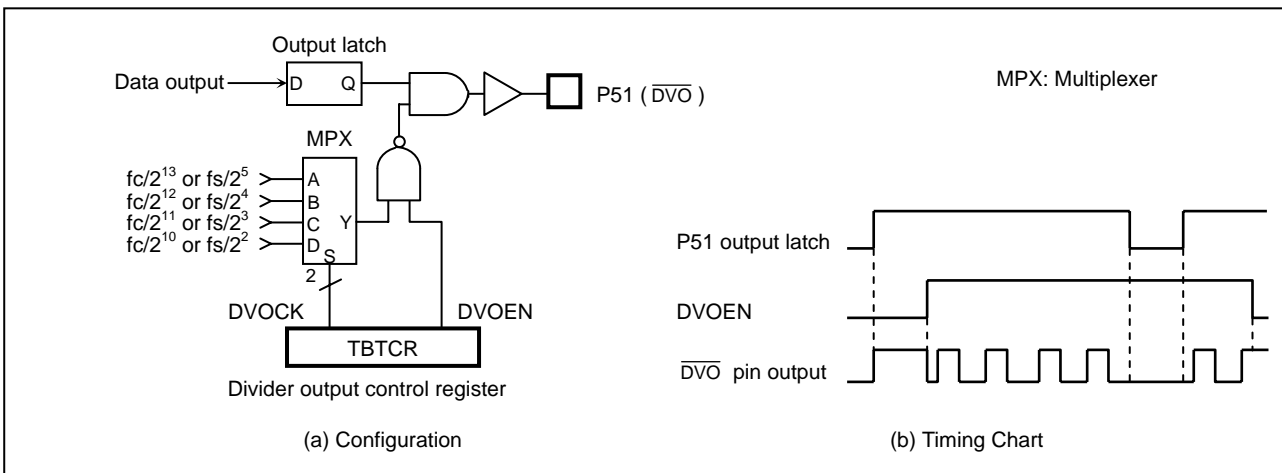 Output latch
Data output
D Q
P51 ( DVO )
MPX: Multiplexer
MPX
fc/2^13 or fs/2^5
fc/2^12 or fs/2^4
fc/2^11 or fs/2^3
fc/2^10 or fs/2^2
A
B
C
D
Y
S
2
DVOCK
DVOEN
TBTCR
Divider output control register
(a) Configuration
P51 output latch
DVOEN
DVO pin output
(b) Timing Chart